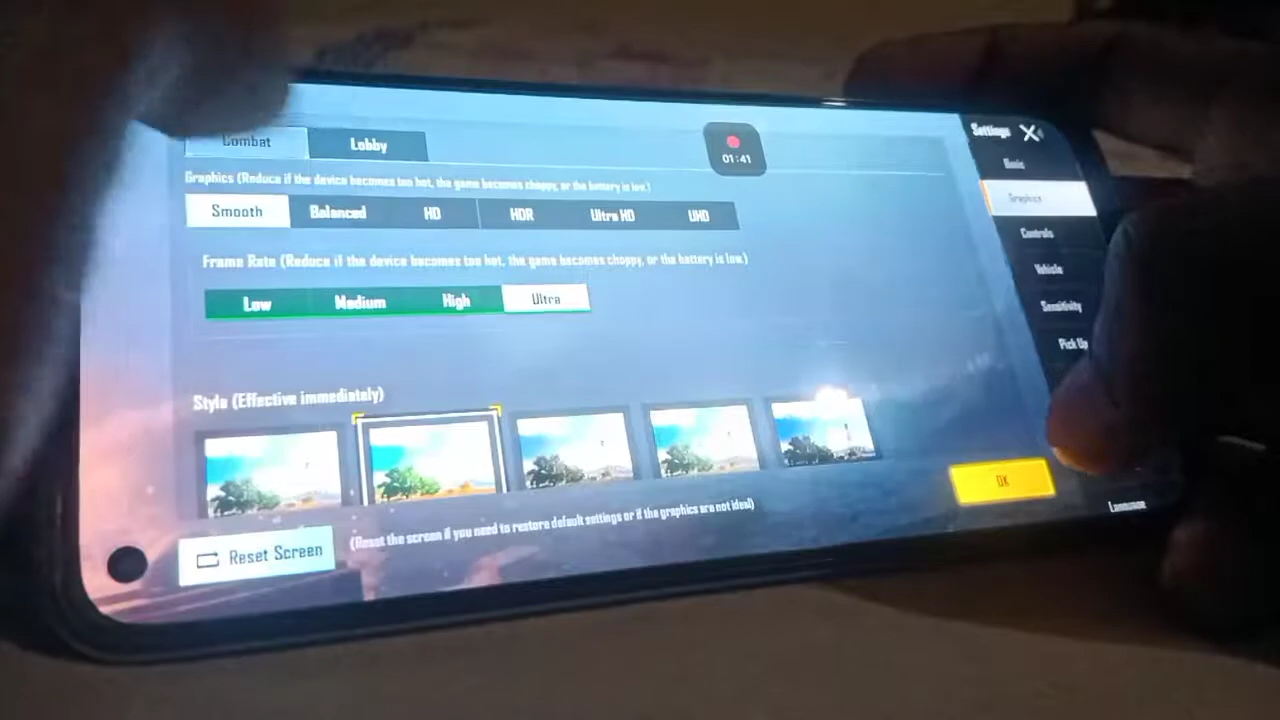 Combat Lobby
01:41
Settings
Graphics (Reduce if the device becomes too hot, the game becomes choppy, or the battery is low.)
Smooth Balanced HD HDR Ultra HD UHD
Frame Rate (Reduce if the device becomes too hot, the game becomes choppy, or the battery is low.)
Low Medium High Ultra
Style (Effective immediately)
Reset Screen
(Reset the screen if you need to restore default settings or if the graphics are not ideal)
OK
Basic
Graphics
Controls
Vehicle
Sensitivity
Pick Up
Language